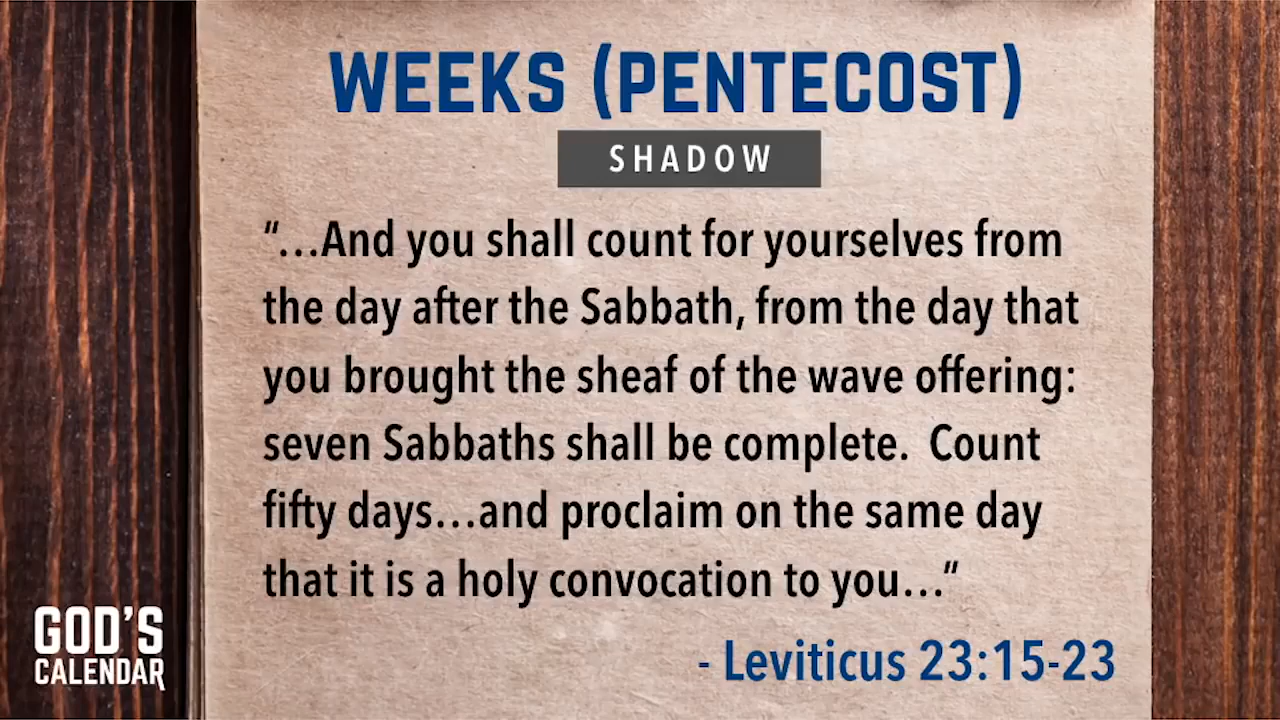 WEEKS (PENTECOST)
SHADOW
“…And you shall count for yourselves from
the day after the Sabbath, from the day that
you brought the sheaf of the wave offering:
seven Sabbaths shall be complete.  Count
fifty days…and proclaim on the same day
that it is a holy convocation to you…”
- Leviticus 23:15-23
GOD’S
CALENDAR